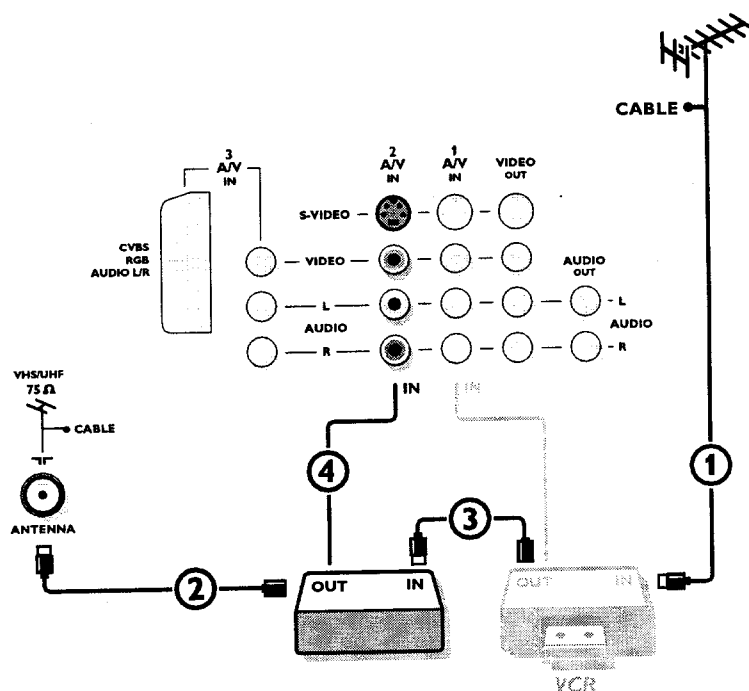 CABLE
3
A/V
IN
2
A/V
IN
1
A/V
IN
VIDEO
OUT
S-VIDEO
CVBS
RGB
AUDIO L/R
VIDEO
AUDIO
OUT
L
L
AUDIO
AUDIO
R
R
IN
IN
VHS/UHF
75 Ω
CABLE
ANTENNA
4
1
3
2
OUT IN
OUT IN
VCR